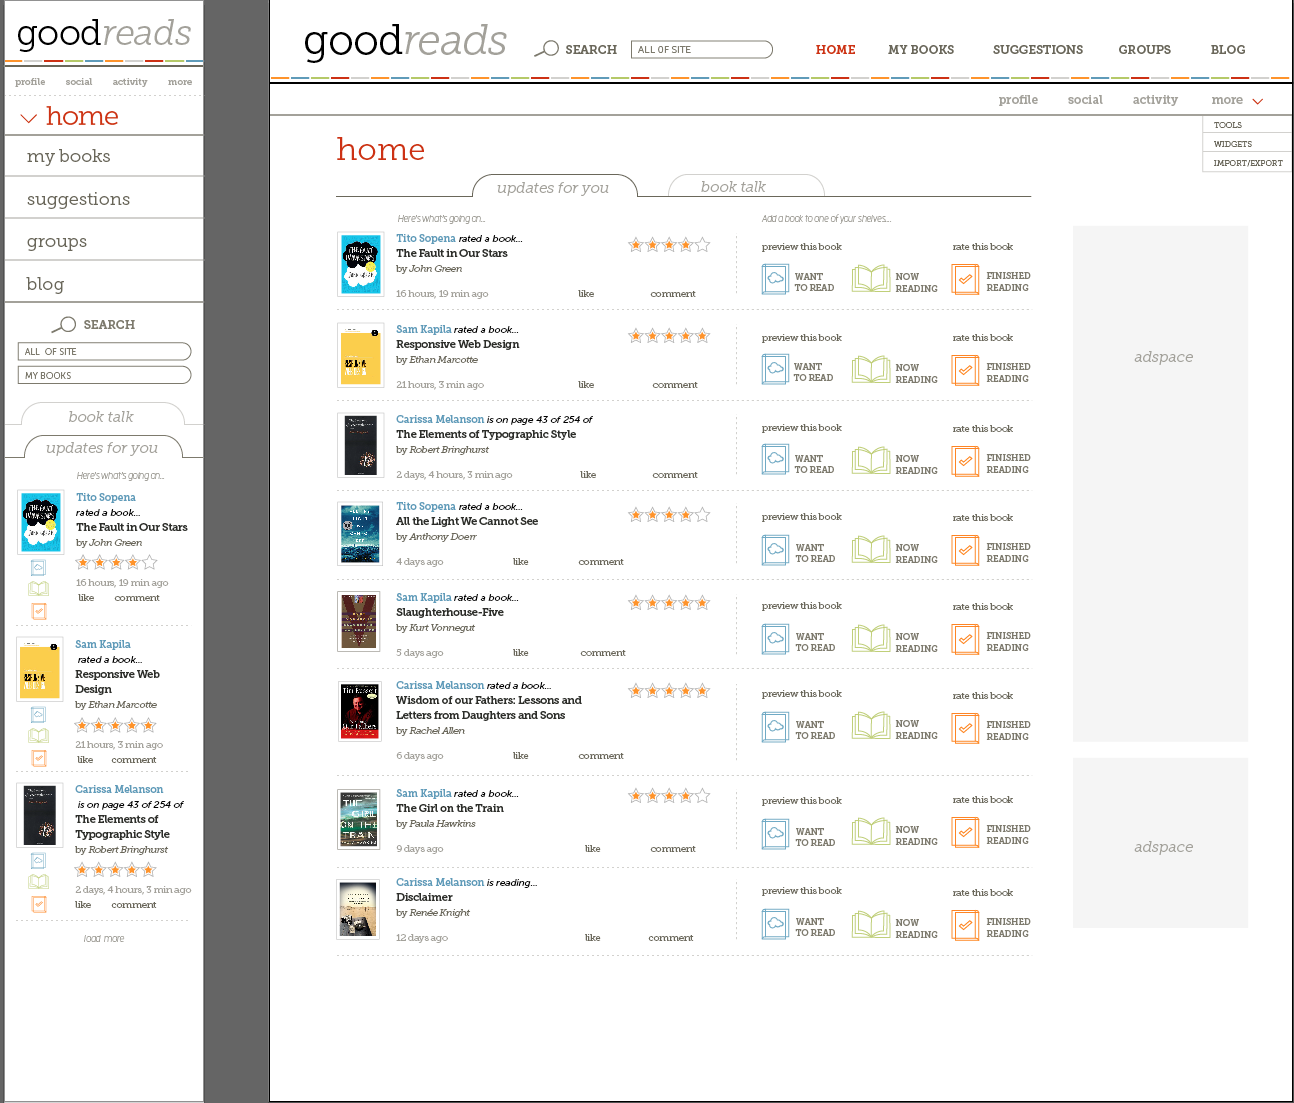 goodreads
profile social activity more
home
my books
suggestions
groups
blog
SEARCH
ALL OF SITE
MY BOOKS
book talk
updates for you
Here's what's going on...
Tito Sopena
rated a book...
The Fault in Our Stars
by John Green
16 hours, 19 min ago
like comment
Sam Kapila
rated a book...
Responsive Web
Design
by Ethan Marcotte
21 hours, 3 min ago
like comment
Carissa Melanson
is on page 43 of 254 of
The Elements of
Typographic Style
by Robert Bringhurst
2 days, 4 hours, 3 min ago
like comment
load more
goodreads
SEARCH
ALL OF SITE
HOME MY BOOKS SUGGESTIONS GROUPS BLOG
profile social activity more
TOOLS
WIDGETS
IMPORT/EXPORT
home
updates for you book talk
Here's what's going on... Add a book to one of your shelves....
Tito Sopena rated a book...
The Fault in Our Stars
by John Green
16 hours, 19 min ago like comment
preview this book rate this book
WANT TO READ NOW READING FINISHED READING
Sam Kapila rated a book...
Responsive Web Design
by Ethan Marcotte
21 hours, 3 min ago like comment
preview this book rate this book
WANT TO READ NOW READING FINISHED READING
Carissa Melanson is on page 43 of 254 of
The Elements of Typographic Style
by Robert Bringhurst
2 days, 4 hours, 3 min ago like comment
preview this book rate this book
WANT TO READ NOW READING FINISHED READING
Tito Sopena rated a book...
All the Light We Cannot See
by Anthony Doerr
4 days ago like comment
preview this book rate this book
WANT TO READ NOW READING FINISHED READING
Sam Kapila rated a book...
Slaughterhouse-Five
by Kurt Vonnegut
5 days ago like comment
preview this book rate this book
WANT TO READ NOW READING FINISHED READING
Carissa Melanson rated a book...
Wisdom of our Fathers: Lessons and
Letters from Daughters and Sons
by Rachel Allen
6 days ago like comment
preview this book rate this book
WANT TO READ NOW READING FINISHED READING
Sam Kapila rated a book...
The Girl on the Train
by Paula Hawkins
9 days ago like comment
preview this book rate this book
WANT TO READ NOW READING FINISHED READING
Carissa Melanson is reading...
Disclaimer
by Renée Knight
12 days ago like comment
preview this book rate this book
WANT TO READ NOW READING FINISHED READING
adspace
adspace